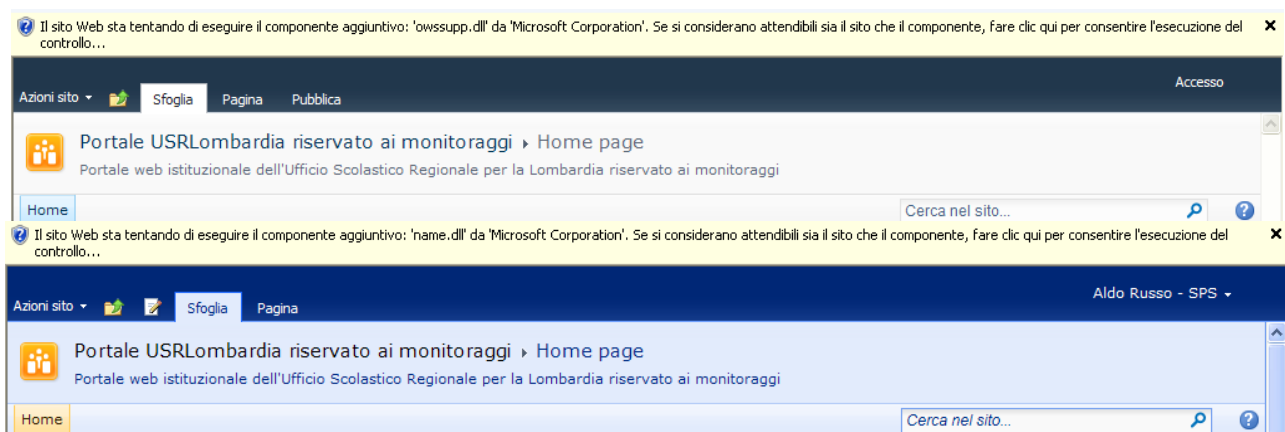 Il sito Web sta tentando di eseguire il componente aggiuntivo: 'owssupp.dll' da 'Microsoft Corporation'. Se si considerano attendibili sia il sito che il componente, fare clic qui per consentire l'esecuzione del
controllo...
Accesso
Azioni sito Sfoglia Pagina Pubblica
Portale USRLombardia riservato ai monitoraggi Home page
Portale web istituzionale dell'Ufficio Scolastico Regionale per la Lombardia riservato ai monitoraggi
Home Cerca nel sito...
Il sito Web sta tentando di eseguire il componente aggiuntivo: 'name.dll' da 'Microsoft Corporation'. Se si considerano attendibili sia il sito che il componente, fare clic qui per consentire l'esecuzione del
controllo...
Aldo Russo - SPS
Azioni sito Sfoglia Pagina
Portale USRLombardia riservato ai monitoraggi Home page
Portale web istituzionale dell'Ufficio Scolastico Regionale per la Lombardia riservato ai monitoraggi
Home Cerca nel sito...